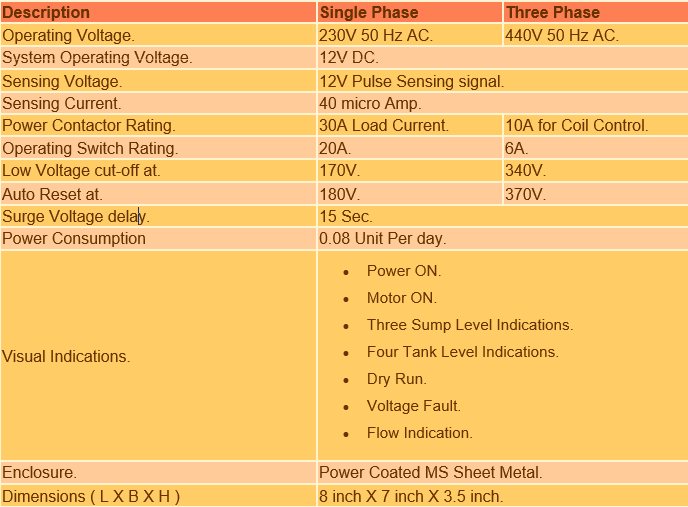 Description Single Phase Three Phase
Operating Voltage. 230V 50 Hz AC. 440V 50 Hz AC.
System Operating Voltage. 12V DC.
Sensing Voltage. 12V Pulse Sensing signal.
Sensing Current. 40 micro Amp.
Power Contactor Rating. 30A Load Current. 10A for Coil Control.
Operating Switch Rating. 20A. 6A.
Low Voltage cut-off at. 170V. 340V.
Auto Reset at. 180V. 370V.
Surge Voltage delay. 15 Sec.
Power Consumption 0.08 Unit Per day.
Visual Indications.
• Power ON.
• Motor ON.
• Three Sump Level Indications.
• Four Tank Level Indications.
• Dry Run.
• Voltage Fault.
• Flow Indication.
Enclosure. Power Coated MS Sheet Metal.
Dimensions ( L X B X H ) 8 inch X 7 inch X 3.5 inch.